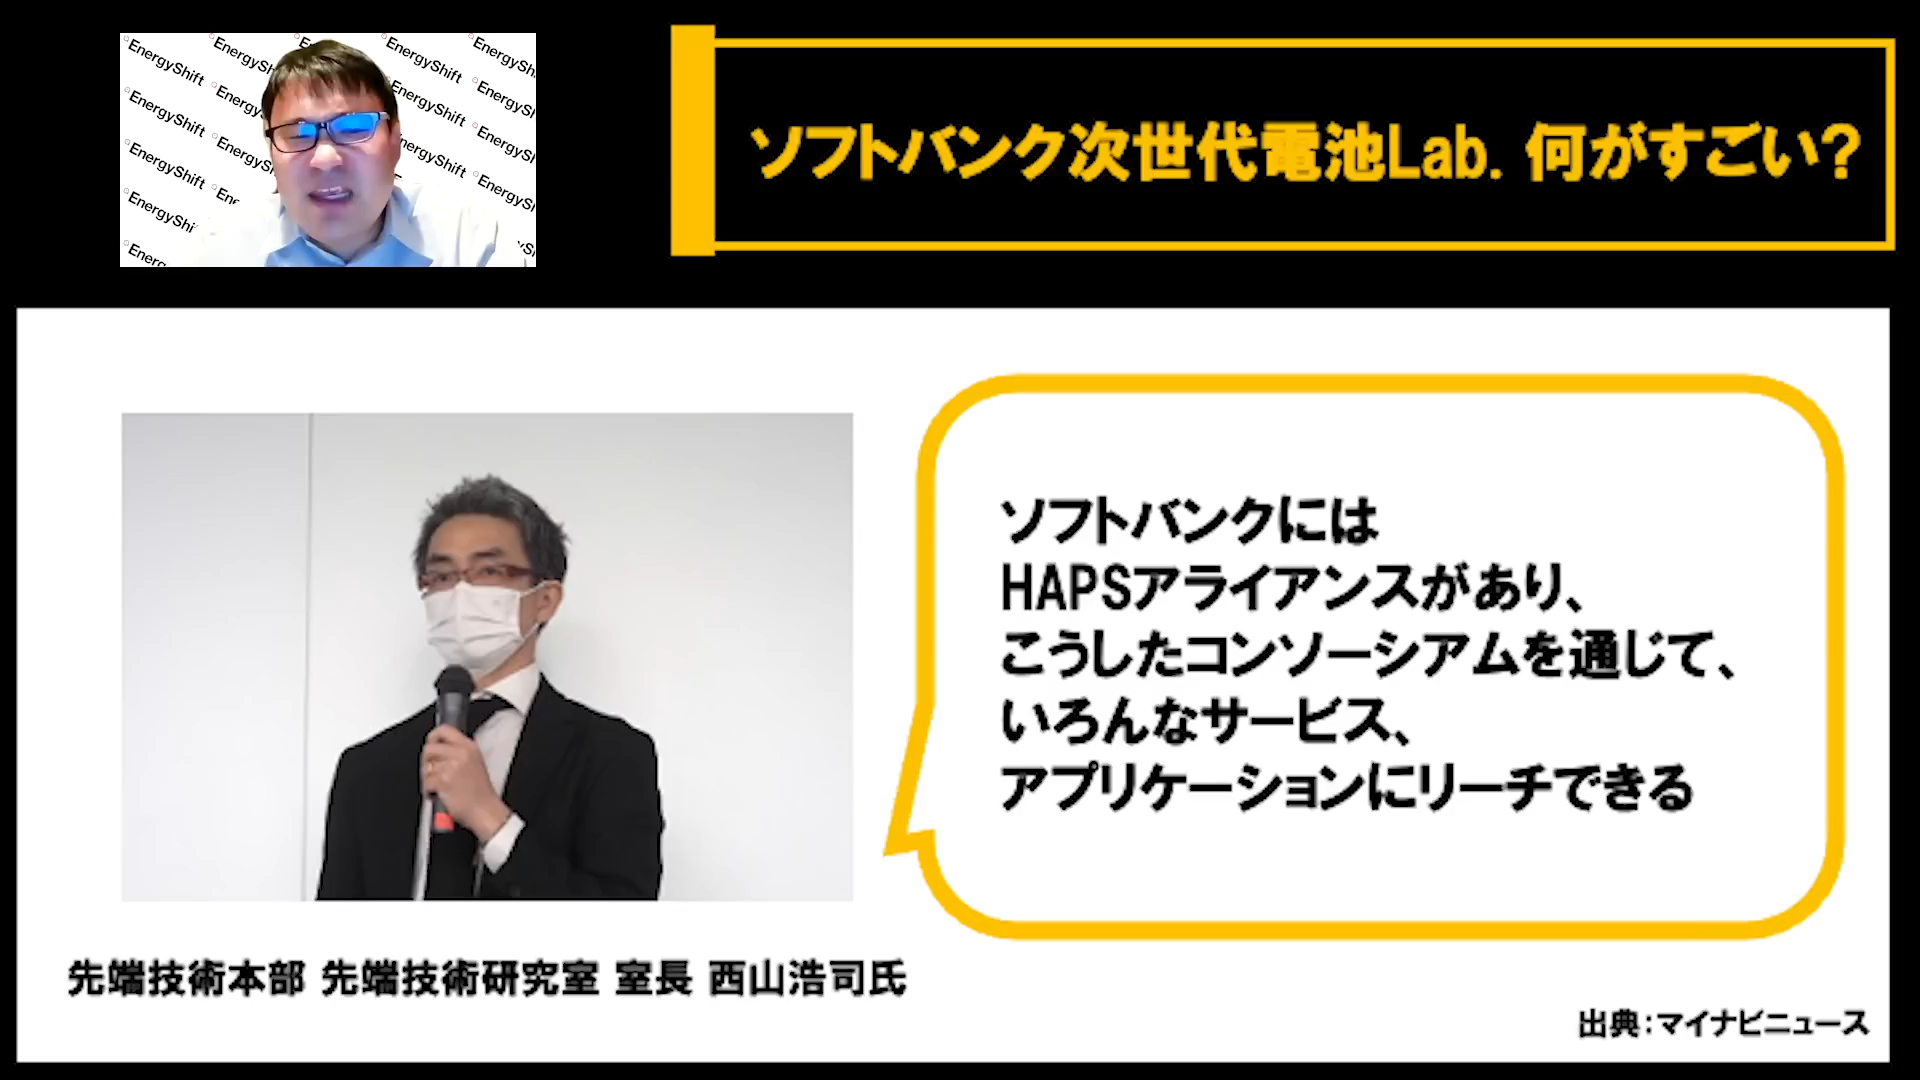 EnergyShift
ソフトバンク次世代電池Lab. 何がすごい?
ソフトバンクには
HAPSアライアンスがあり、
こうしたコンソーシアムを通じて、
いろんなサービス、
アプリケーションにリーチできる
先端技術本部 先端技術研究室 室長 西山浩司氏
出典:マイナビニュース